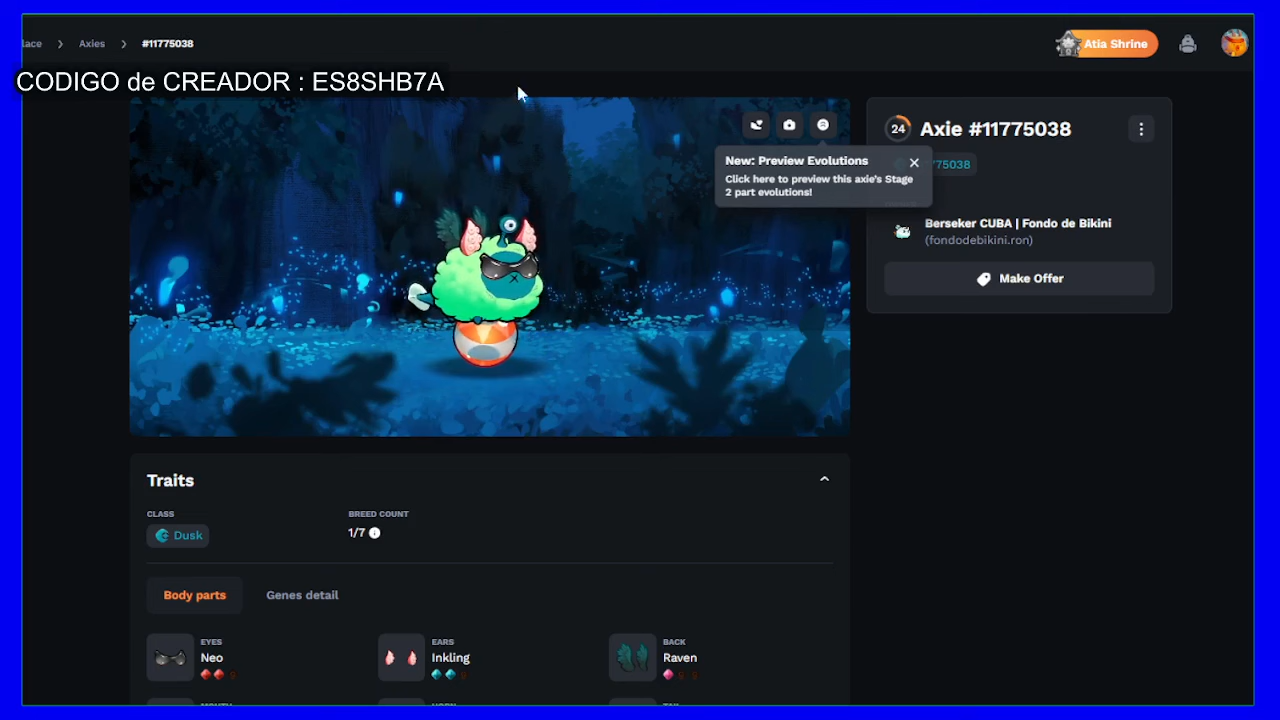 lace > Axies > #11775038
Atia Shrine
CODIGO de CREADOR : ES8SHB7A
24 Axie #11775038
New: Preview Evolutions
Click here to preview this axie's Stage
2 part evolutions!
75038
Berseker CUBA | Fondo de Bikini
(fondodebikini.ron)
Make Offer
Traits
CLASS
Dusk
BREED COUNT
1/7
Body parts
Genes detail
EYES
Neo
EARS
Inkling
BACK
Raven